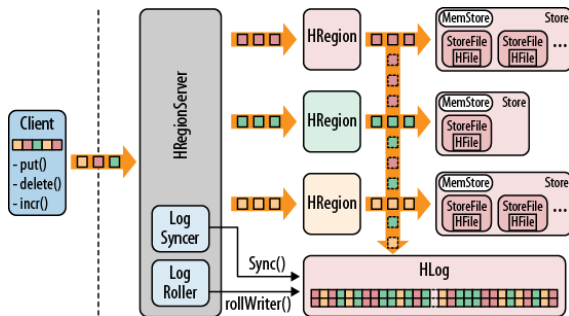 Client
- put()
- delete()
- incr()
HRegionServer
Log
Syncer
Log
Roller
Sync()
rollWriter()
HRegion
MemStore
Store
StoreFile
HFile
StoreFile
HFile
...
HRegion
MemStore
Store
StoreFile
HFile
HRegion
MemStore
Store
StoreFile
HFile
StoreFile
HFile
...
HLog